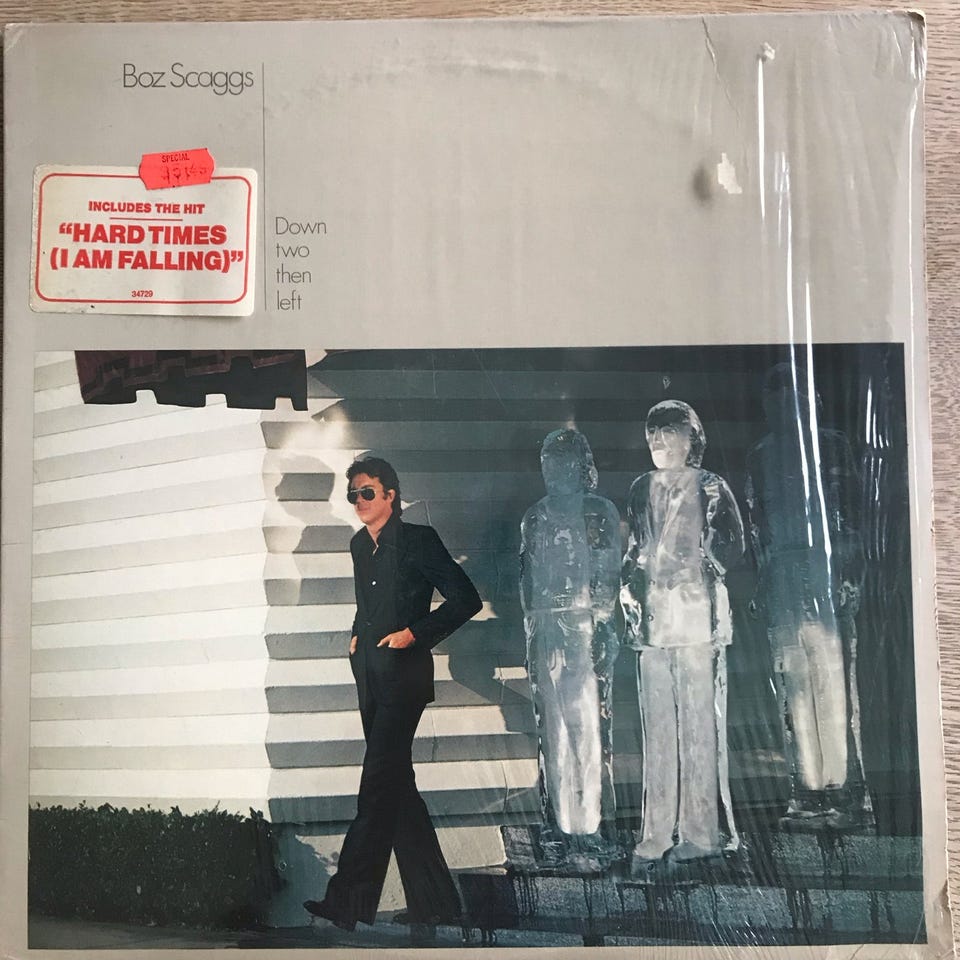 Boz Scaggs
SPECIAL
INCLUDES THE HIT
“HARD TIMES
(I AM FALLING)”
34729
Down
two
then
left